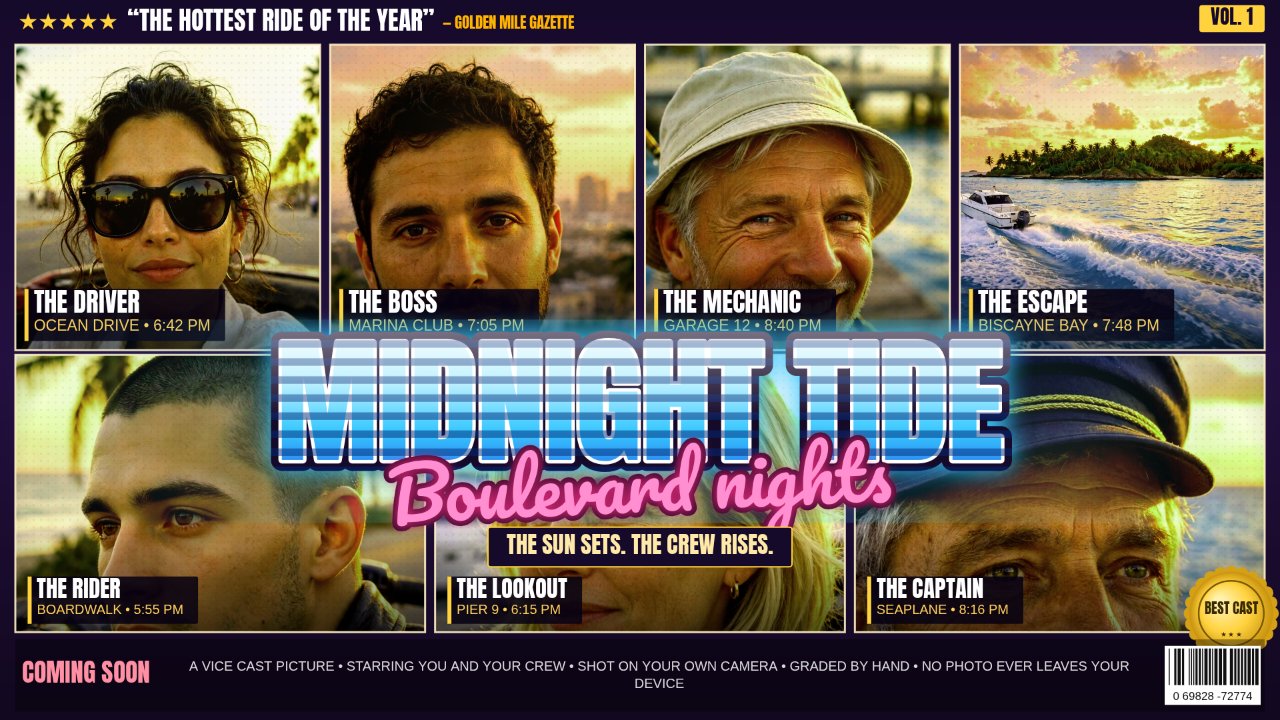 ★★★★★ “THE HOTTEST RIDE OF THE YEAR” – GOLDEN MILE GAZETTE
VOL. 1
THE DRIVER
OCEAN DRIVE • 6:42 PM
THE BOSS
MARINA CLUB • 7:05 PM
THE MECHANIC
GARAGE 12 • 8:40 PM
THE ESCAPE
BISCAYNE BAY • 7:48 PM
MIDNIGHT TIDE
Boulevard nights
THE SUN SETS. THE CREW RISES.
THE RIDER
BOARDWALK • 5:55 PM
THE LOOKOUT
PIER 9 • 6:15 PM
THE CAPTAIN
SEAPLANE • 8:16 PM
BEST CAST
★★★
COMING SOON
A VICE CAST PICTURE • STARRING YOU AND YOUR CREW • SHOT ON YOUR OWN CAMERA • GRADED BY HAND • NO PHOTO EVER LEAVES YOUR
DEVICE
0 69828 -72774